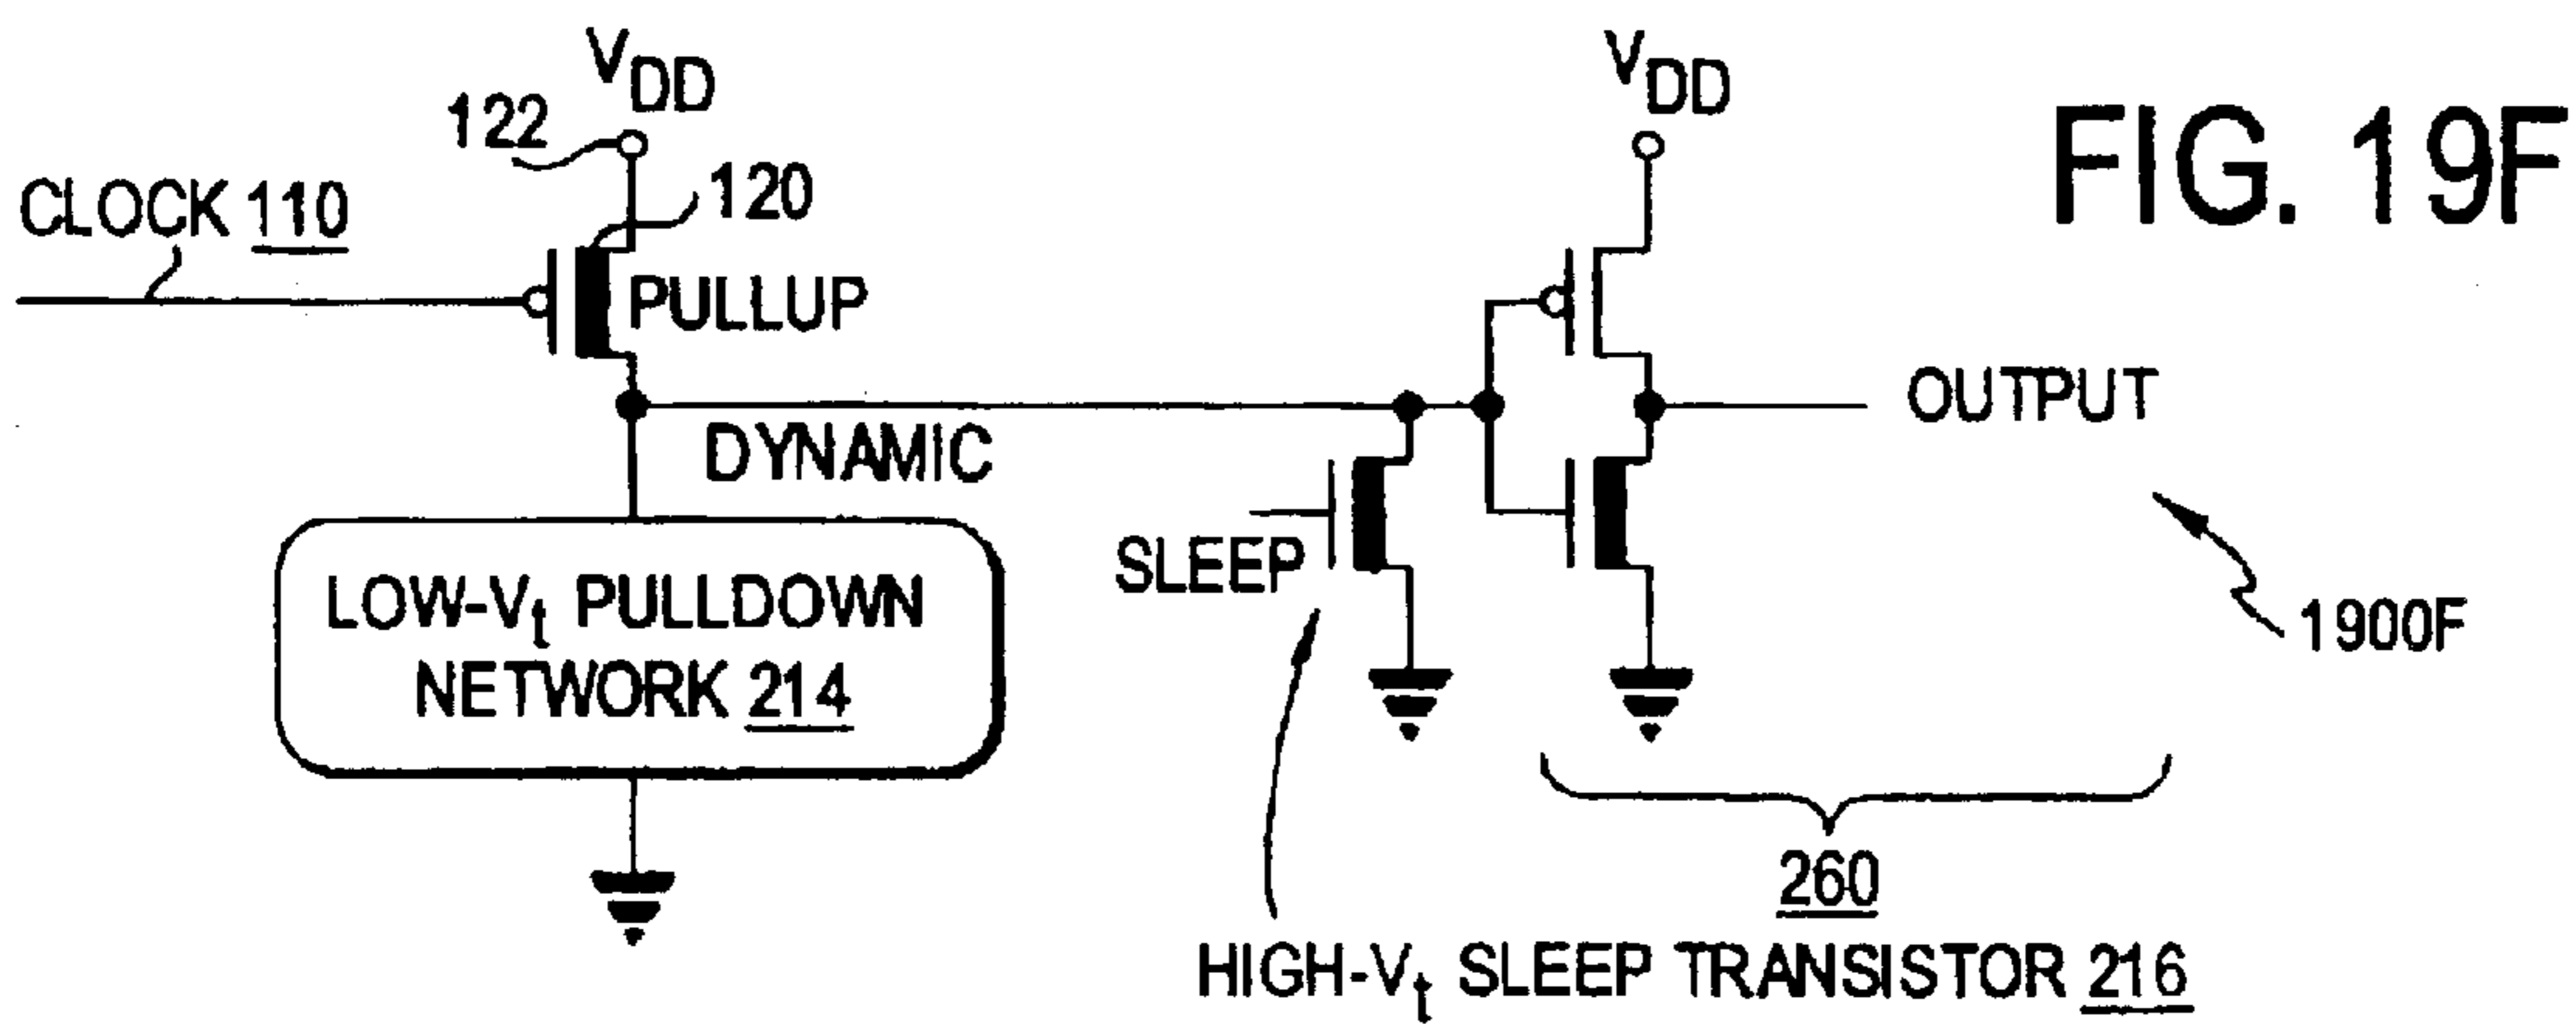 FIG. 19F
VDD
122
120
CLOCK 110
PULLUP
DYNAMIC
LOW-Vt PULLDOWN
NETWORK 214
VDD
OUTPUT
SLEEP
1900F
260
HIGH-Vt SLEEP TRANSISTOR 216